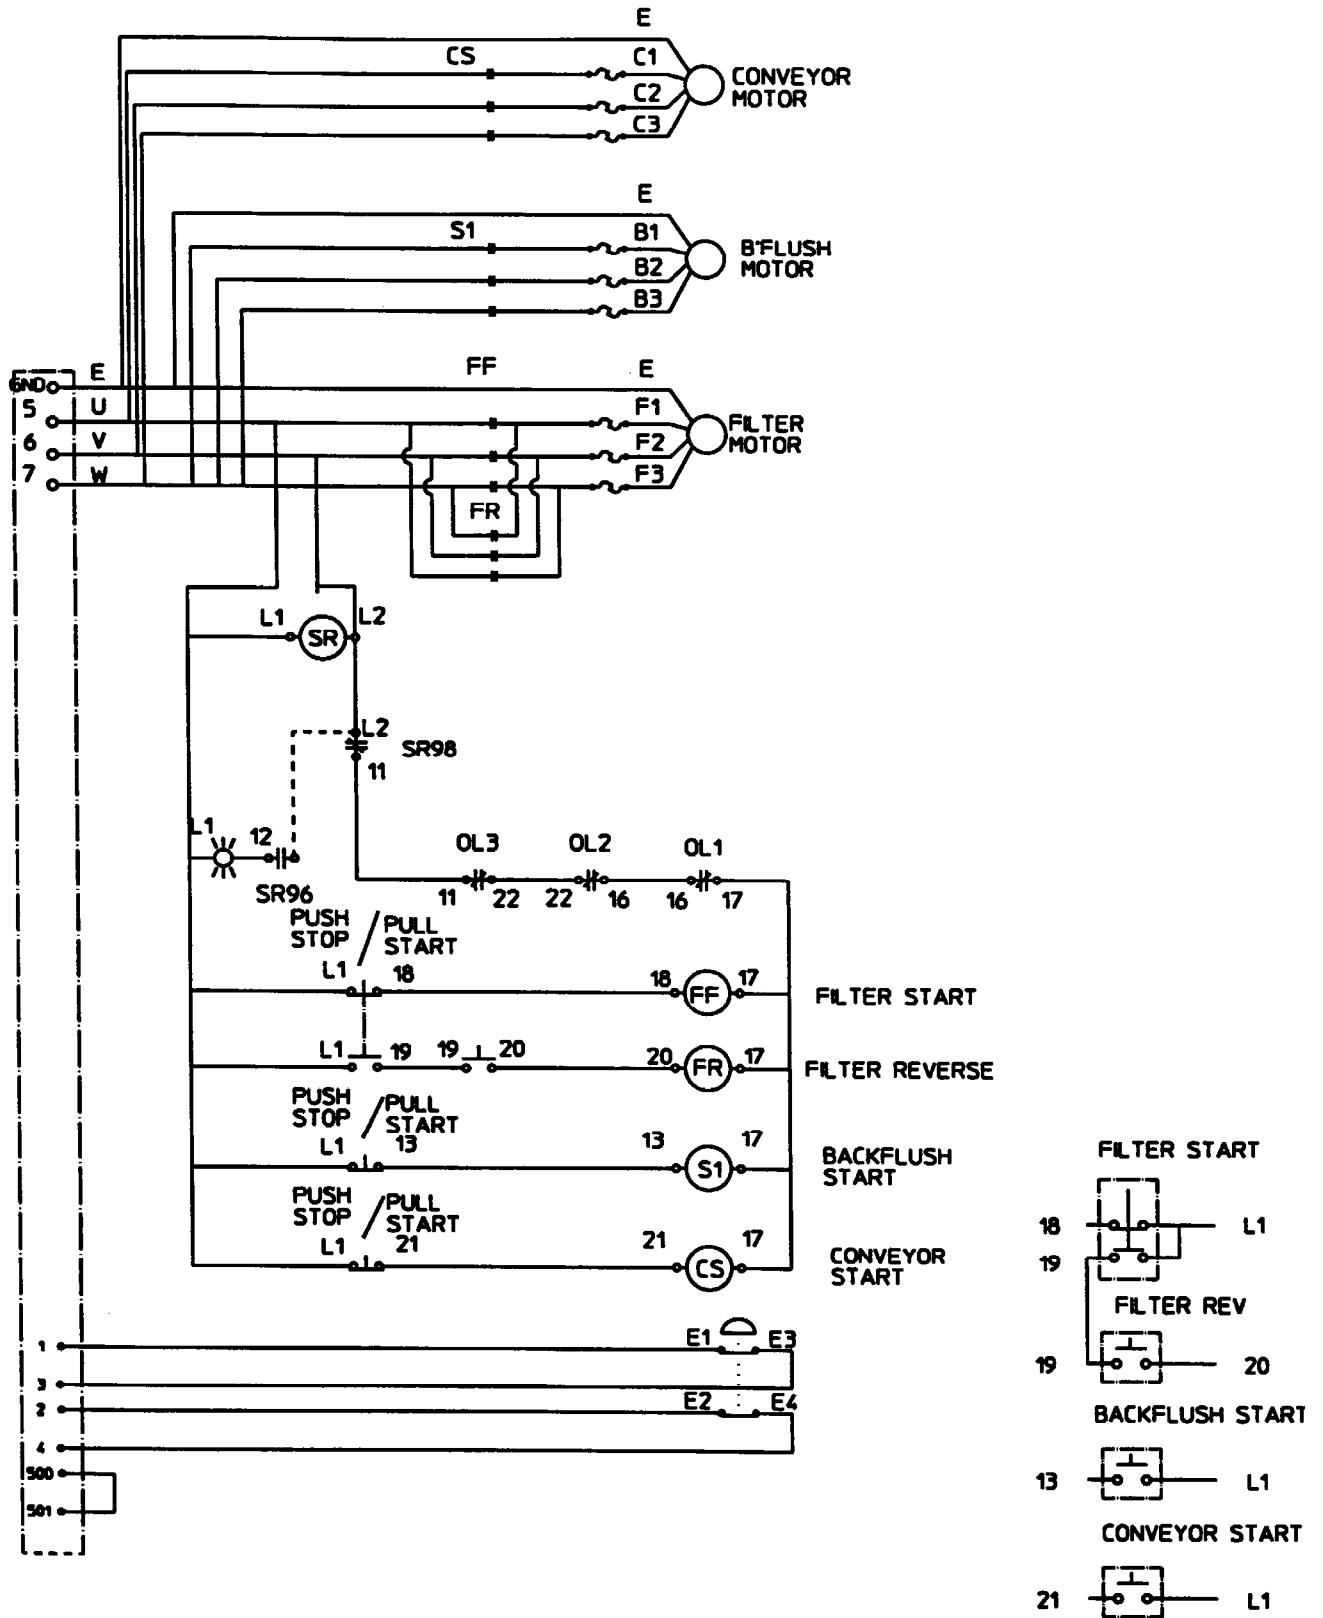 E
CS
C1
CONVEYOR
MOTOR
C2
C3
E
S1
B1
B'FLUSH
MOTOR
B2
B3
GND
E
FF
E
5
U
F1
FILTER
MOTOR
6
V
F2
7
W
F3
FR
L1
SR
L2
L2
SR98
11
L1
12
SR96
OL3
OL2
OL1
11
22
22
16
16
17
PUSH
STOP
PULL
START
L1
18
18
FF
17
FILTER START
L1
19
19
20
20
FR
17
FILTER REVERSE
PUSH
STOP
PULL
START
L1
13
13
S1
17
BACKFLUSH
START
PUSH
STOP
PULL
START
L1
21
21
CS
17
CONVEYOR
START
1
E1
E3
3
2
E2
E4
4
500
501
FILTER START
18
L1
19
FILTER REV
19
20
BACKFLUSH START
13
L1
CONVEYOR START
21
L1